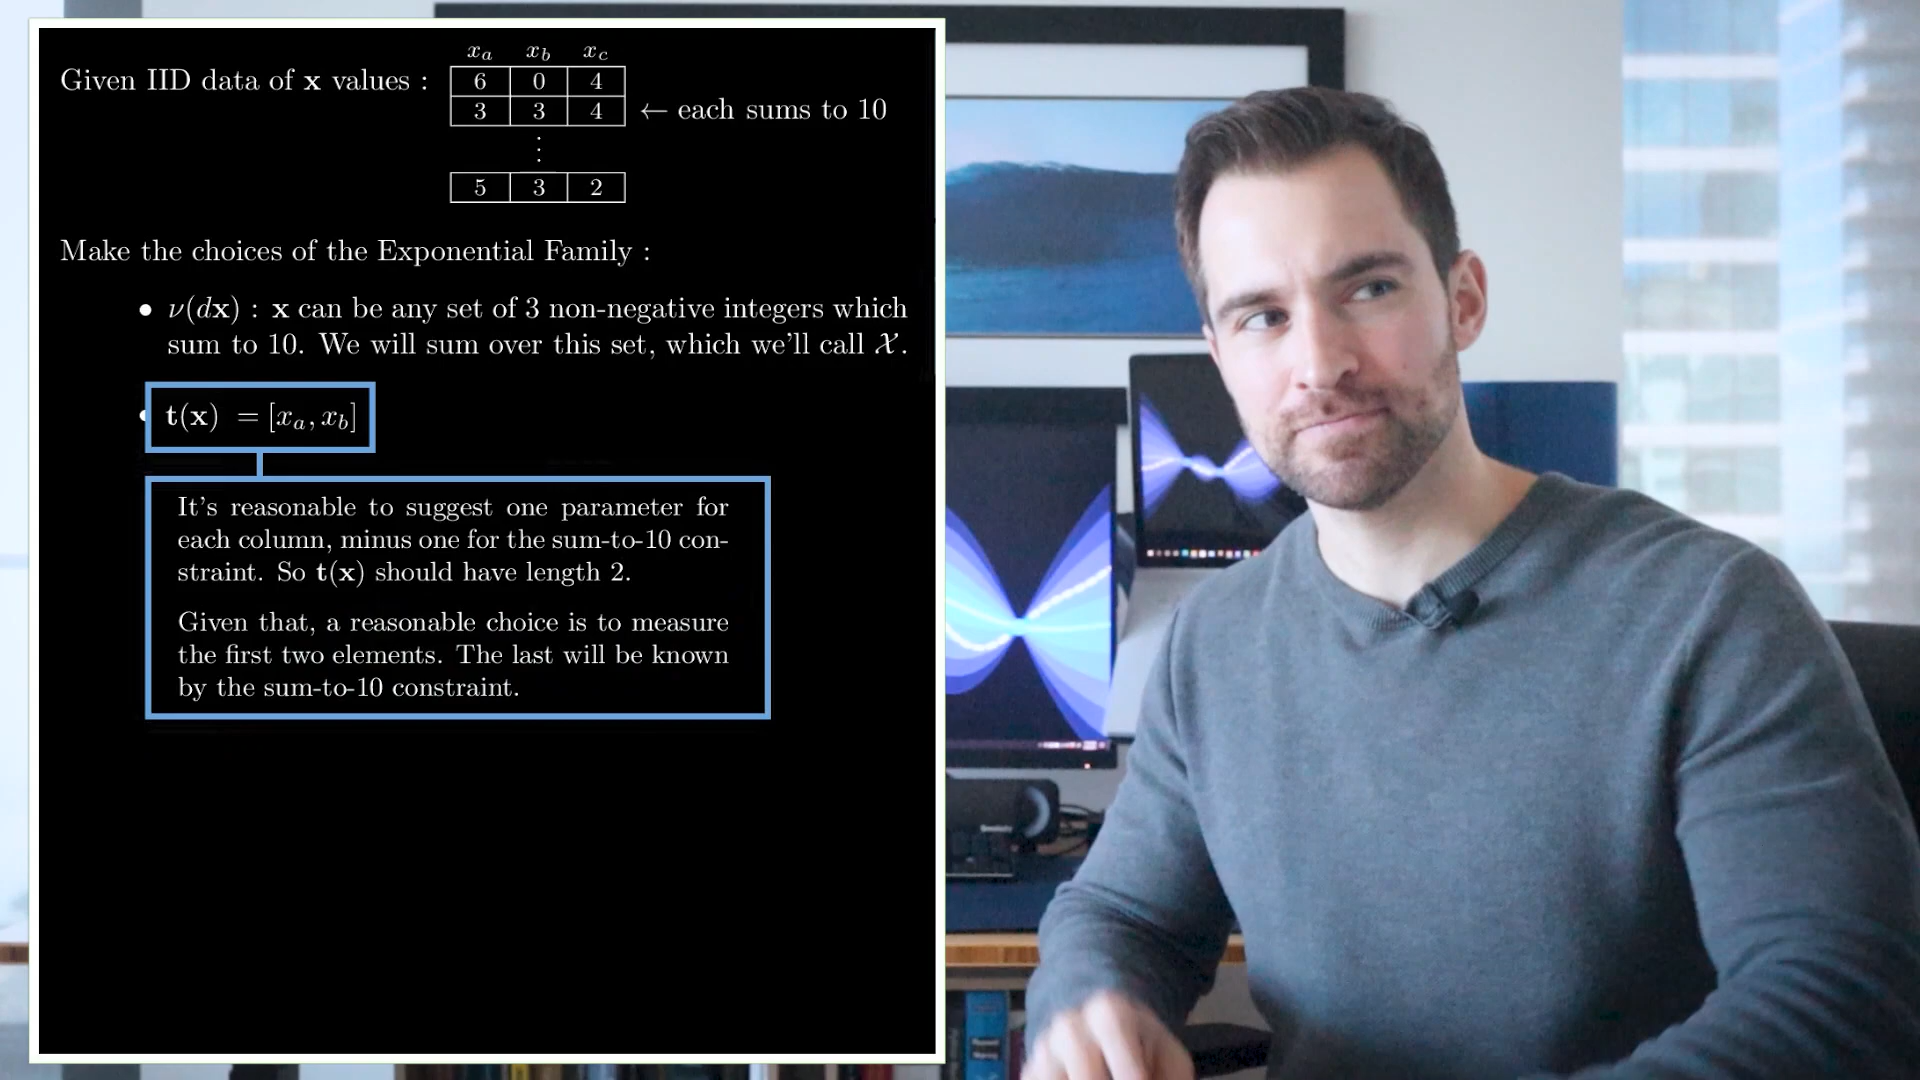 x_a x_b x_c
Given IID data of x values : 6 0 4
3 3 4 ← each sums to 10
⋮
5 3 2
Make the choices of the Exponential Family :
• ν(dx) : x can be any set of 3 non-negative integers which
sum to 10. We will sum over this set, which we'll call 𝒳.
• t(x) = [x_a, x_b]
It's reasonable to suggest one parameter for
each column, minus one for the sum-to-10 con-
straint. So t(x) should have length 2.
Given that, a reasonable choice is to measure
the first two elements. The last will be known
by the sum-to-10 constraint.